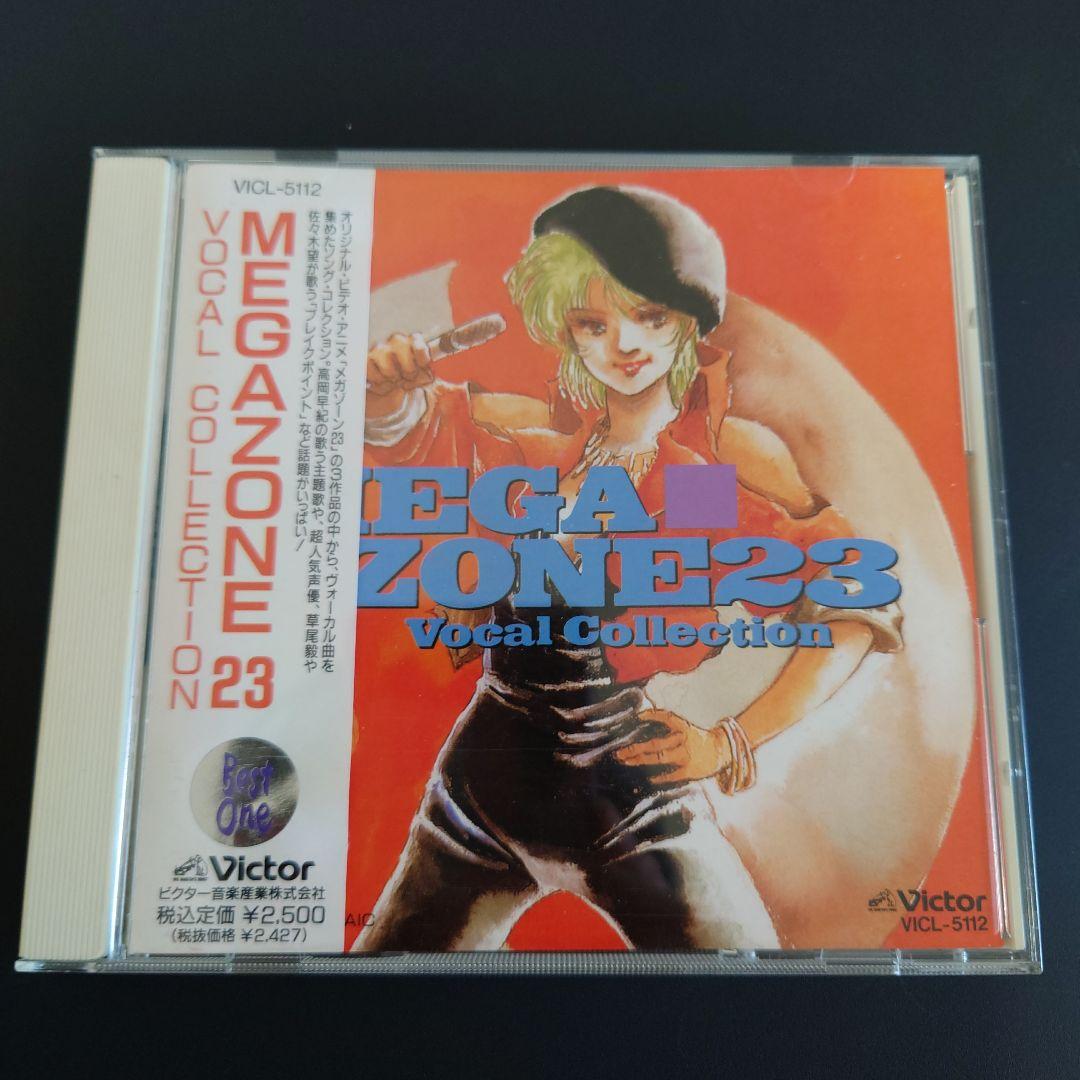 VICL-5112
MEGAZONE 23
VOCAL COLLECTION
オリジナル・ビデオ・アニメ「メガゾーン23」の3作品の中から、ヴォーカル曲を
集めたソング・コレクション。高岡早紀の歌う主題歌や、超人気声優、草尾毅や
佐々木望が歌う「ブレイクポイント」など話題がいっぱい!
Best
One
Victor
ビクター音楽産業株式会社
税込定価 ¥2,500
(税抜価格 ¥2,427)
AIC
EGA
ZONE23
Vocal Collection
Victor
VICL-5112